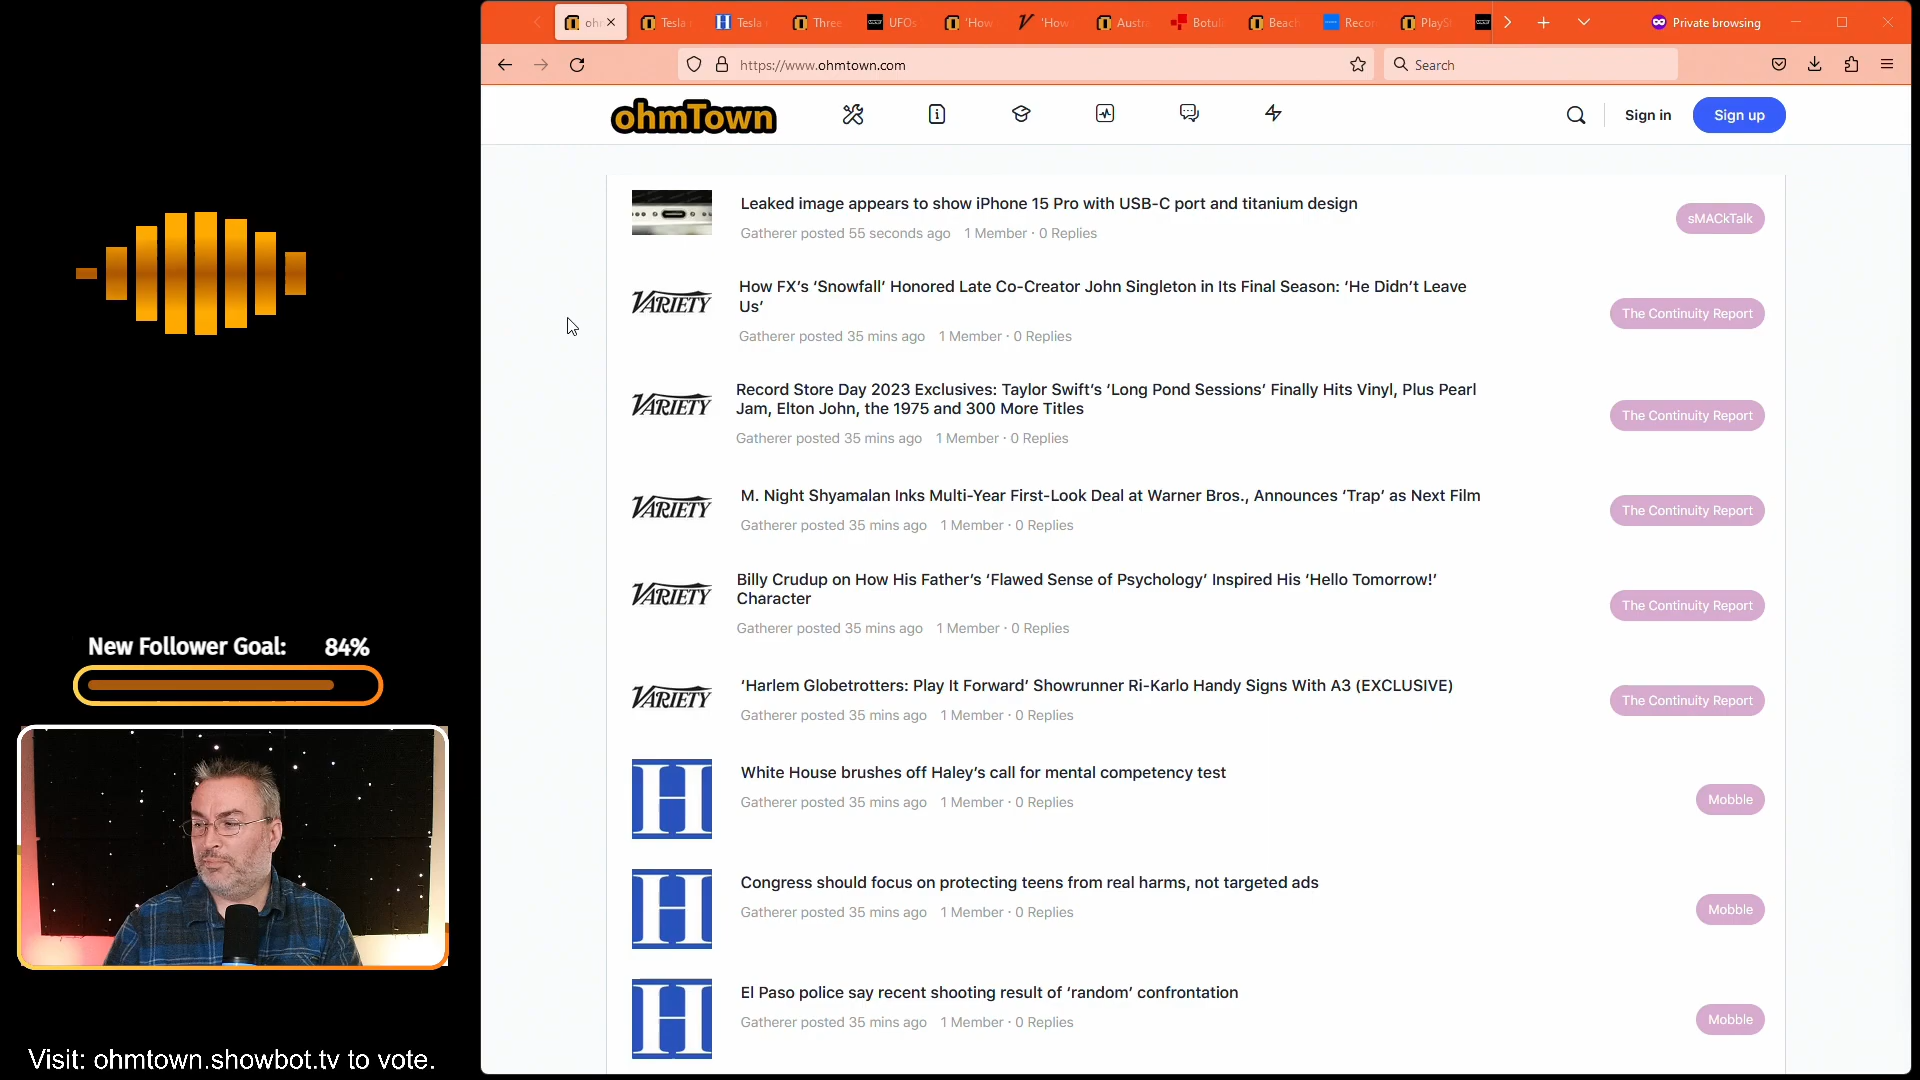 oh
Tesla
Tesla
Three
UFOs
'How
'How
Austr
Botuli
Beach
Recor
PlayS
Private browsing
https://www.ohmtown.com
Search
ohmTown
Sign in
Sign up
Leaked image appears to show iPhone 15 Pro with USB-C port and titanium design
Gatherer posted 55 seconds ago 1 Member · 0 Replies
sMACkTalk
VARIETY
How FX's 'Snowfall' Honored Late Co-Creator John Singleton in Its Final Season: 'He Didn't Leave
Us'
Gatherer posted 35 mins ago 1 Member · 0 Replies
The Continuity Report
VARIETY
Record Store Day 2023 Exclusives: Taylor Swift's 'Long Pond Sessions' Finally Hits Vinyl, Plus Pearl
Jam, Elton John, the 1975 and 300 More Titles
Gatherer posted 35 mins ago 1 Member · 0 Replies
The Continuity Report
VARIETY
M. Night Shyamalan Inks Multi-Year First-Look Deal at Warner Bros., Announces 'Trap' as Next Film
Gatherer posted 35 mins ago 1 Member · 0 Replies
The Continuity Report
VARIETY
Billy Crudup on How His Father's 'Flawed Sense of Psychology' Inspired His 'Hello Tomorrow!'
Character
Gatherer posted 35 mins ago 1 Member · 0 Replies
The Continuity Report
VARIETY
'Harlem Globetrotters: Play It Forward' Showrunner Ri-Karlo Handy Signs With A3 (EXCLUSIVE)
Gatherer posted 35 mins ago 1 Member · 0 Replies
The Continuity Report
H
White House brushes off Haley's call for mental competency test
Gatherer posted 35 mins ago 1 Member · 0 Replies
Mobble
H
Congress should focus on protecting teens from real harms, not targeted ads
Gatherer posted 35 mins ago 1 Member · 0 Replies
Mobble
H
El Paso police say recent shooting result of 'random' confrontation
Gatherer posted 35 mins ago 1 Member · 0 Replies
Mobble
New Follower Goal: 84%
Visit: ohmtown.showbot.tv to vote.